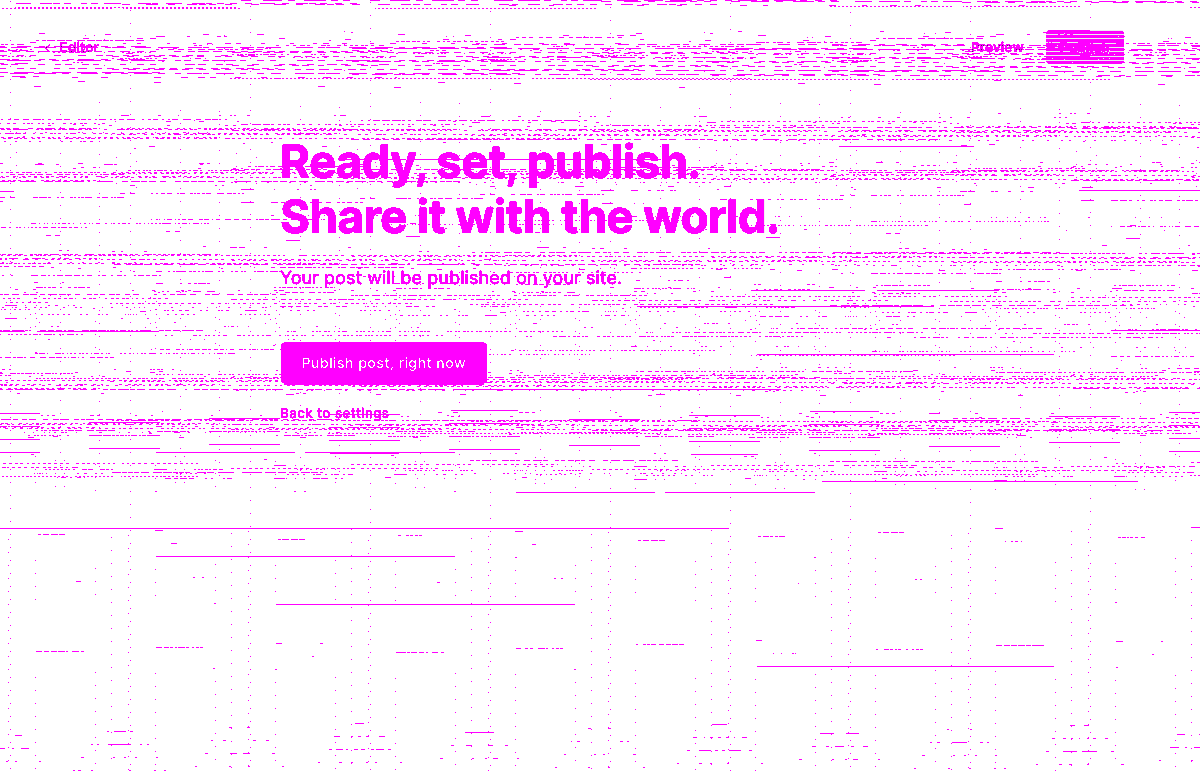 Editor
Preview
Ready, set, publish.
Share it with the world.
Your post will be published on your site.
Publish post, right now
Back to settings